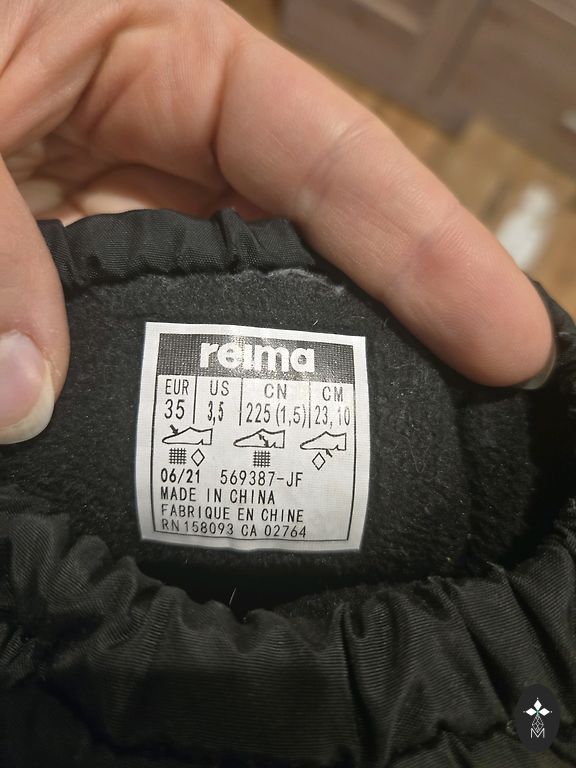 reima
EUR US CN CM
35 3,5 225 (1,5) 23, 10
06/21 569387-JF
MADE IN CHINA
FABRIQUE EN CHINE
RN 158093 CA 02764
M